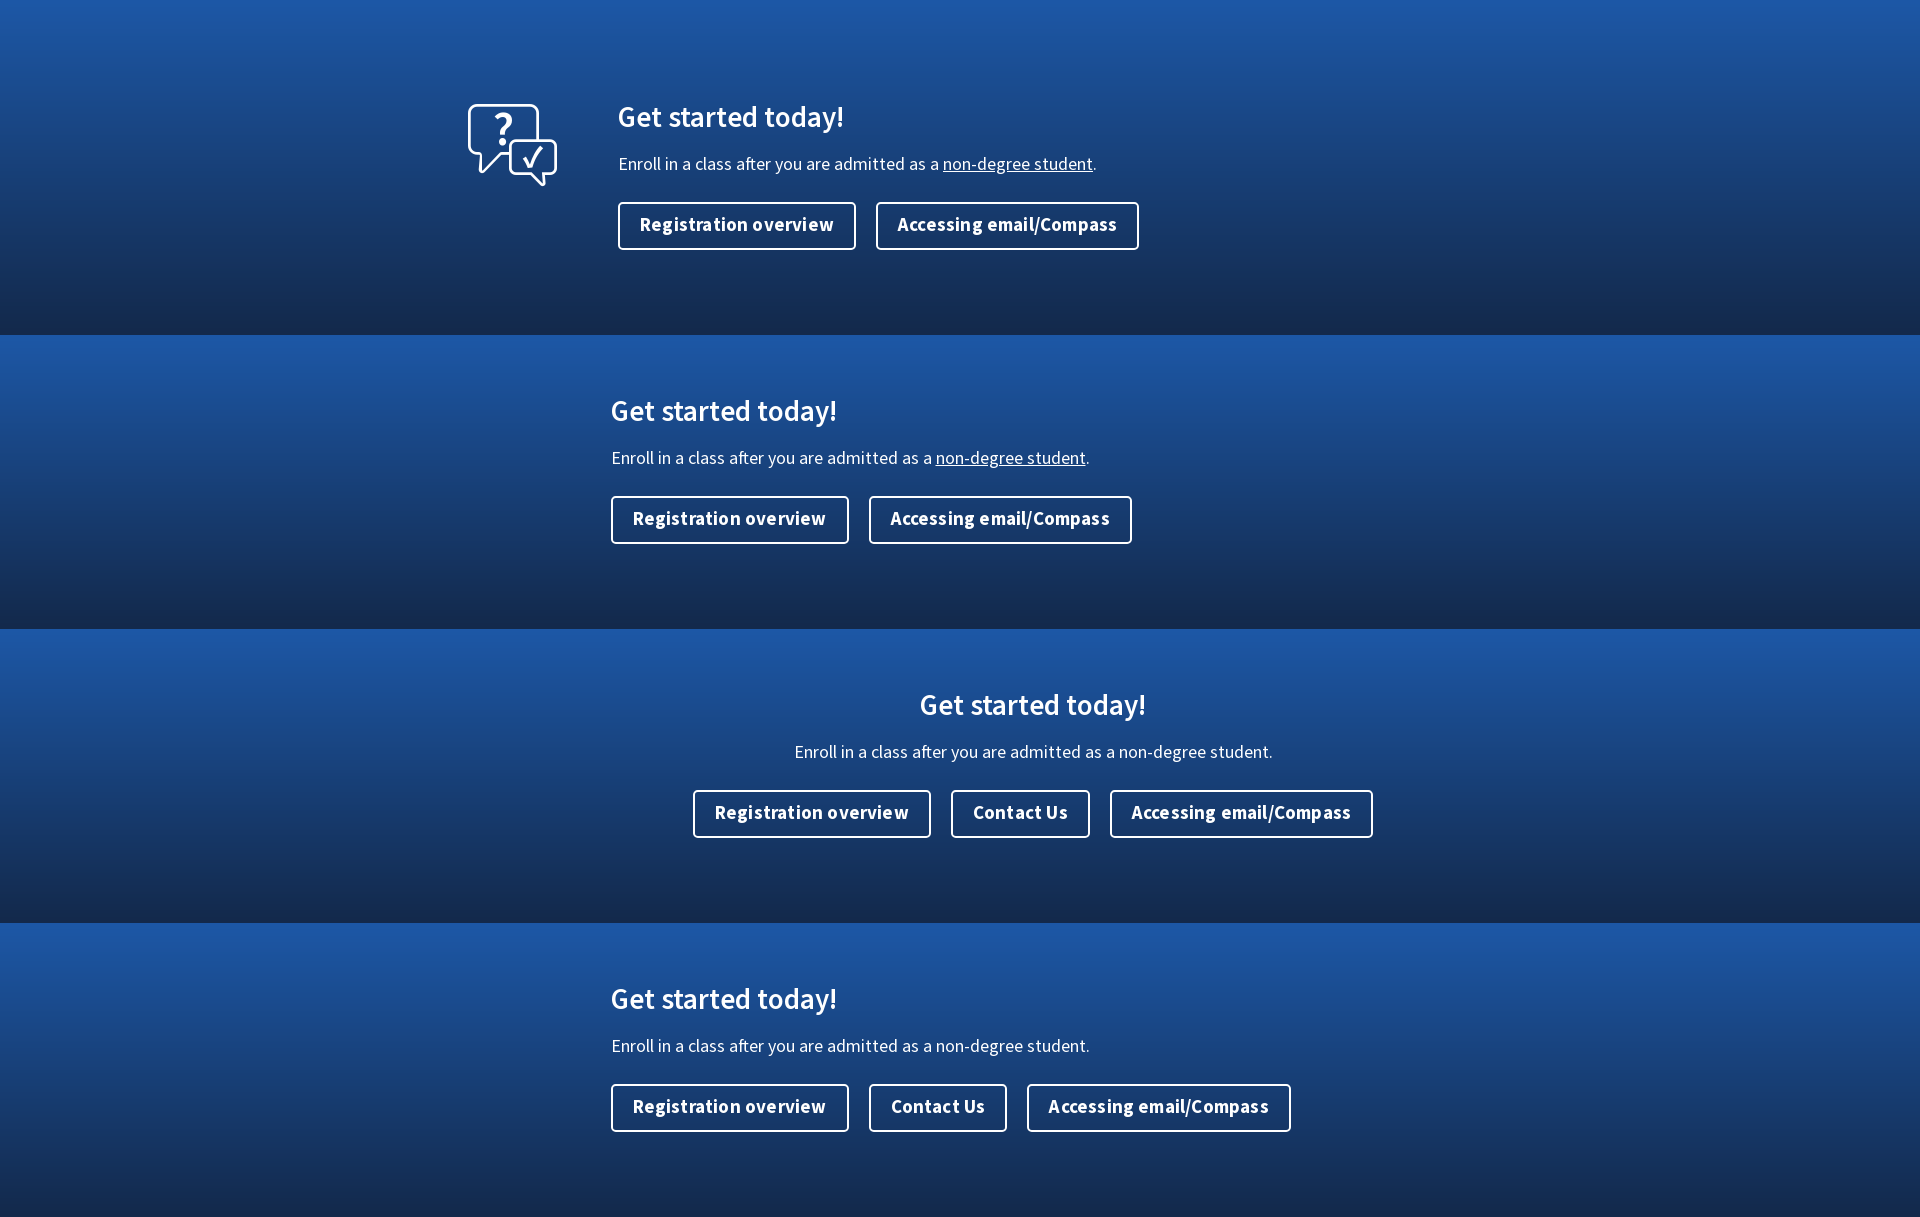 ?
Get started today!
Enroll in a class after you are admitted as a non-degree student.
Registration overview
Accessing email/Compass
Get started today!
Enroll in a class after you are admitted as a non-degree student.
Registration overview
Accessing email/Compass
Get started today!
Enroll in a class after you are admitted as a non-degree student.
Registration overview
Contact Us
Accessing email/Compass
Get started today!
Enroll in a class after you are admitted as a non-degree student.
Registration overview
Contact Us
Accessing email/Compass